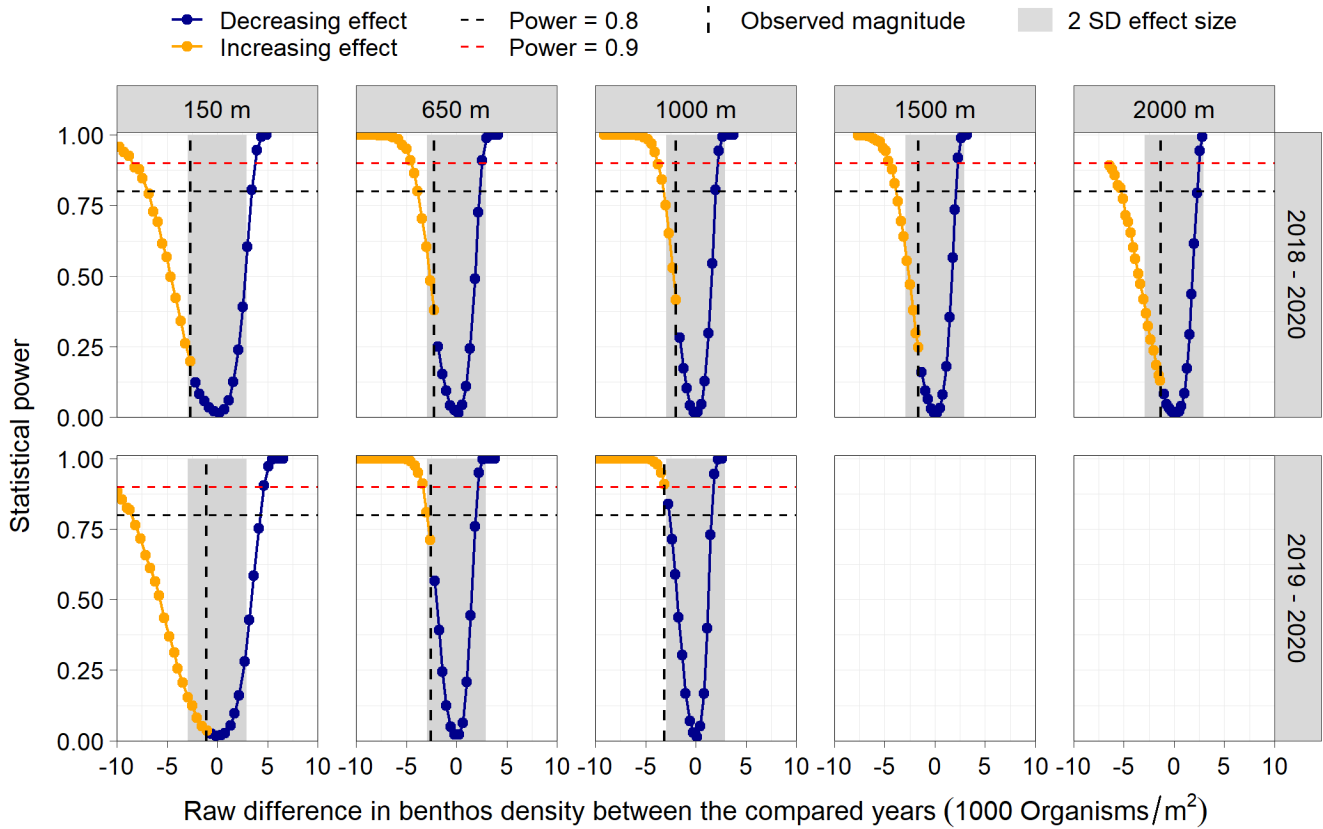 Decreasing effect Power = 0.8 Observed magnitude 2 SD effect size
Increasing effect Power = 0.9
150 m 650 m 1000 m 1500 m 2000 m
1.00
0.75
0.50
0.25
0.00
2018 - 2020
Statistical power
1.00
0.75
0.50
0.25
0.00
2019 - 2020
-10 -5 0 5 10 -10 -5 0 5 10 -10 -5 0 5 10 -10 -5 0 5 10 -10 -5 0 5 10
Raw difference in benthos density between the compared years (1000 Organisms/m²)